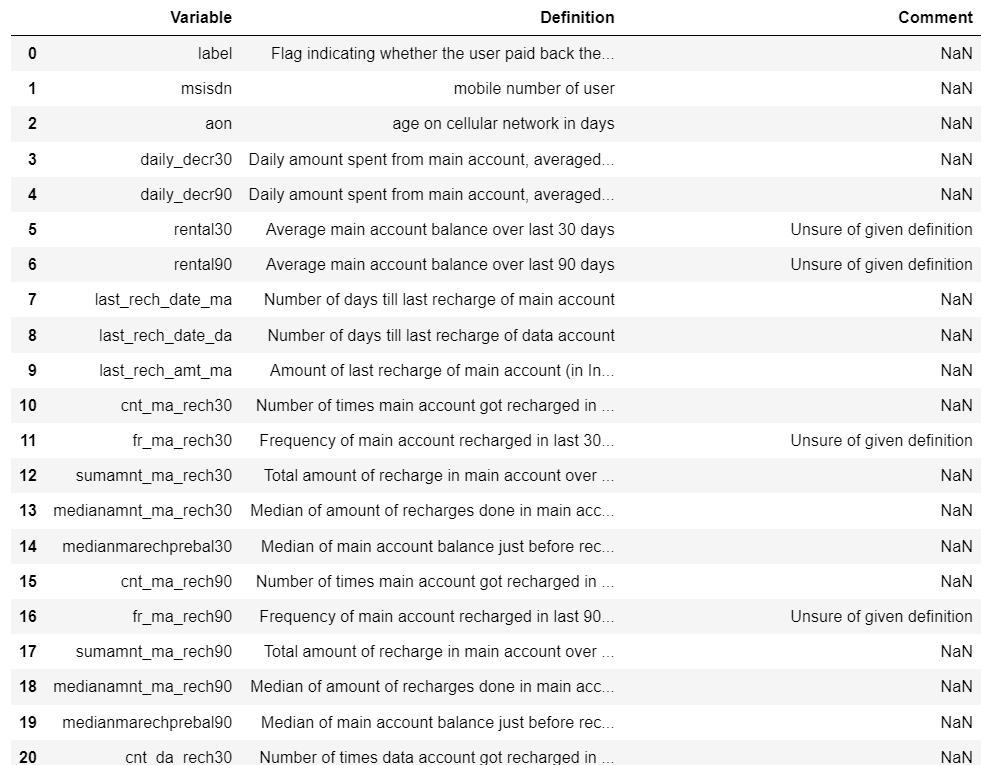 Variable Definition Comment
0 label Flag indicating whether the user paid back the... NaN
1 msisdn mobile number of user NaN
2 aon age on cellular network in days NaN
3 daily_decr30 Daily amount spent from main account, averaged... NaN
4 daily_decr90 Daily amount spent from main account, averaged... NaN
5 rental30 Average main account balance over last 30 days Unsure of given definition
6 rental90 Average main account balance over last 90 days Unsure of given definition
7 last_rech_date_ma Number of days till last recharge of main account NaN
8 last_rech_date_da Number of days till last recharge of data account NaN
9 last_rech_amt_ma Amount of last recharge of main account (in In... NaN
10 cnt_ma_rech30 Number of times main account got recharged in ... NaN
11 fr_ma_rech30 Frequency of main account recharged in last 30... Unsure of given definition
12 sumamnt_ma_rech30 Total amount of recharge in main account over ... NaN
13 medianamnt_ma_rech30 Median of amount of recharges done in main acc... NaN
14 medianmarechprebal30 Median of main account balance just before rec... NaN
15 cnt_ma_rech90 Number of times main account got recharged in ... NaN
16 fr_ma_rech90 Frequency of main account recharged in last 90... Unsure of given definition
17 sumamnt_ma_rech90 Total amount of recharge in main account over ... NaN
18 medianamnt_ma_rech90 Median of amount of recharges done in main acc... NaN
19 medianmarechprebal90 Median of main account balance just before rec... NaN
20 cnt_da_rech30 Number of times data account got recharged in ... NaN